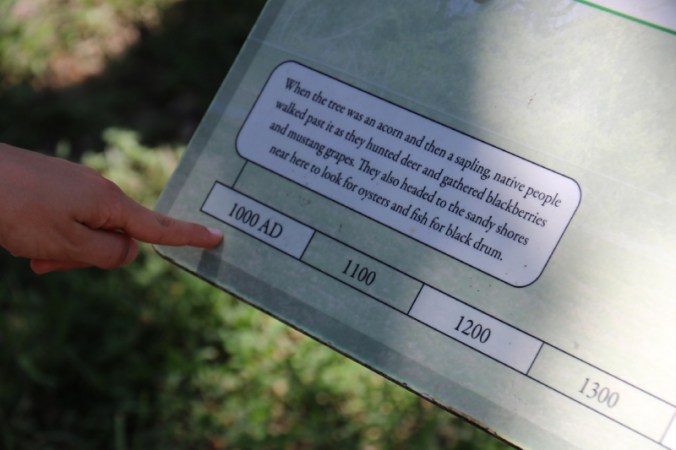 When the tree was an acorn and then a sapling, native people
walked past it as they hunted deer and gathered blackberries
and mustang grapes. They also headed to the sandy shores
near here to look for oysters and fish for black drum.
1000 AD
1100
1200
1300